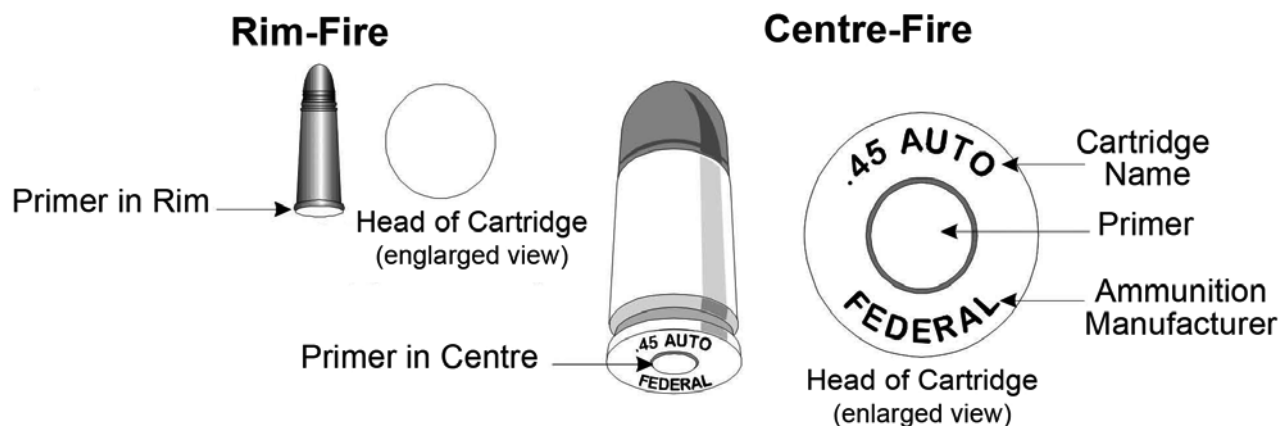 Rim-Fire
Primer in Rim
Head of Cartridge
(englarged view)
Centre-Fire
Primer in Centre
.45 AUTO
FEDERAL
.45 AUTO
FEDERAL
Cartridge
Name
Primer
Ammunition
Manufacturer
Head of Cartridge
(enlarged view)